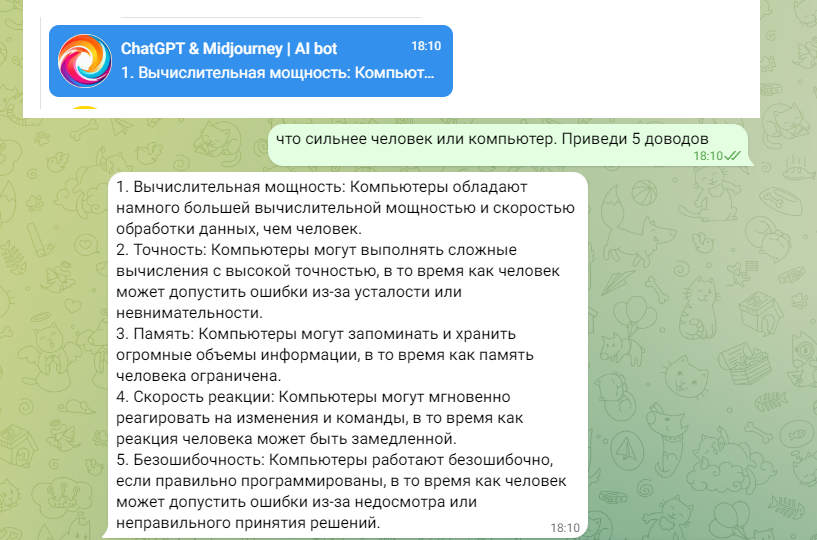 ChatGPT & Midjourney | AI bot
18:10
1. Вычислительная мощность: Компьют...
что сильнее человек или компьютер. Приведи 5 доводов
18:10
1. Вычислительная мощность: Компьютеры обладают
намного большей вычислительной мощностью и скоростью
обработки данных, чем человек.
2. Точность: Компьютеры могут выполнять сложные
вычисления с высокой точностью, в то время как человек
может допустить ошибки из-за усталости или
невнимательности.
3. Память: Компьютеры могут запоминать и хранить
огромные объемы информации, в то время как память
человека ограничена.
4. Скорость реакции: Компьютеры могут мгновенно
реагировать на изменения и команды, в то время как
реакция человека может быть замедленной.
5. Безошибочность: Компьютеры работают безошибочно,
если правильно программированы, в то время как человек
может допустить ошибки из-за недосмотра или
неправильного принятия решений.
18:10